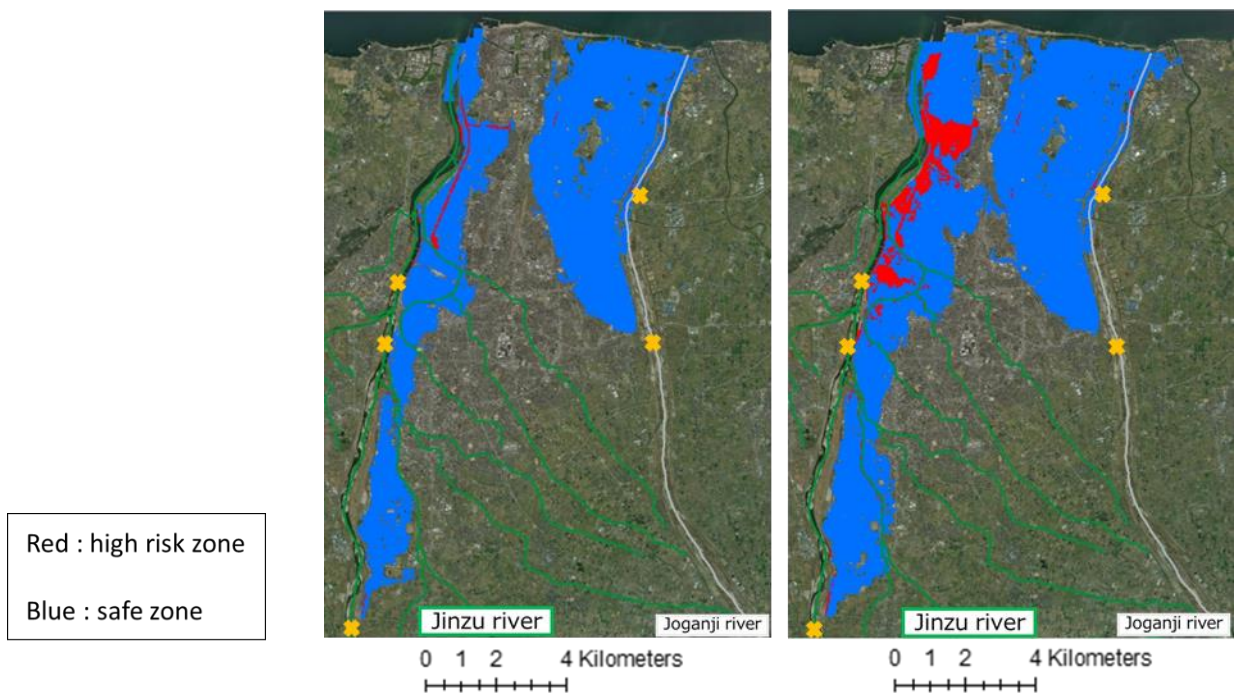 Red : high risk zone
Blue : safe zone
Jinzu river
Joganji river
0 1 2 4 Kilometers
Jinzu river
Joganji river
0 1 2 4 Kilometers